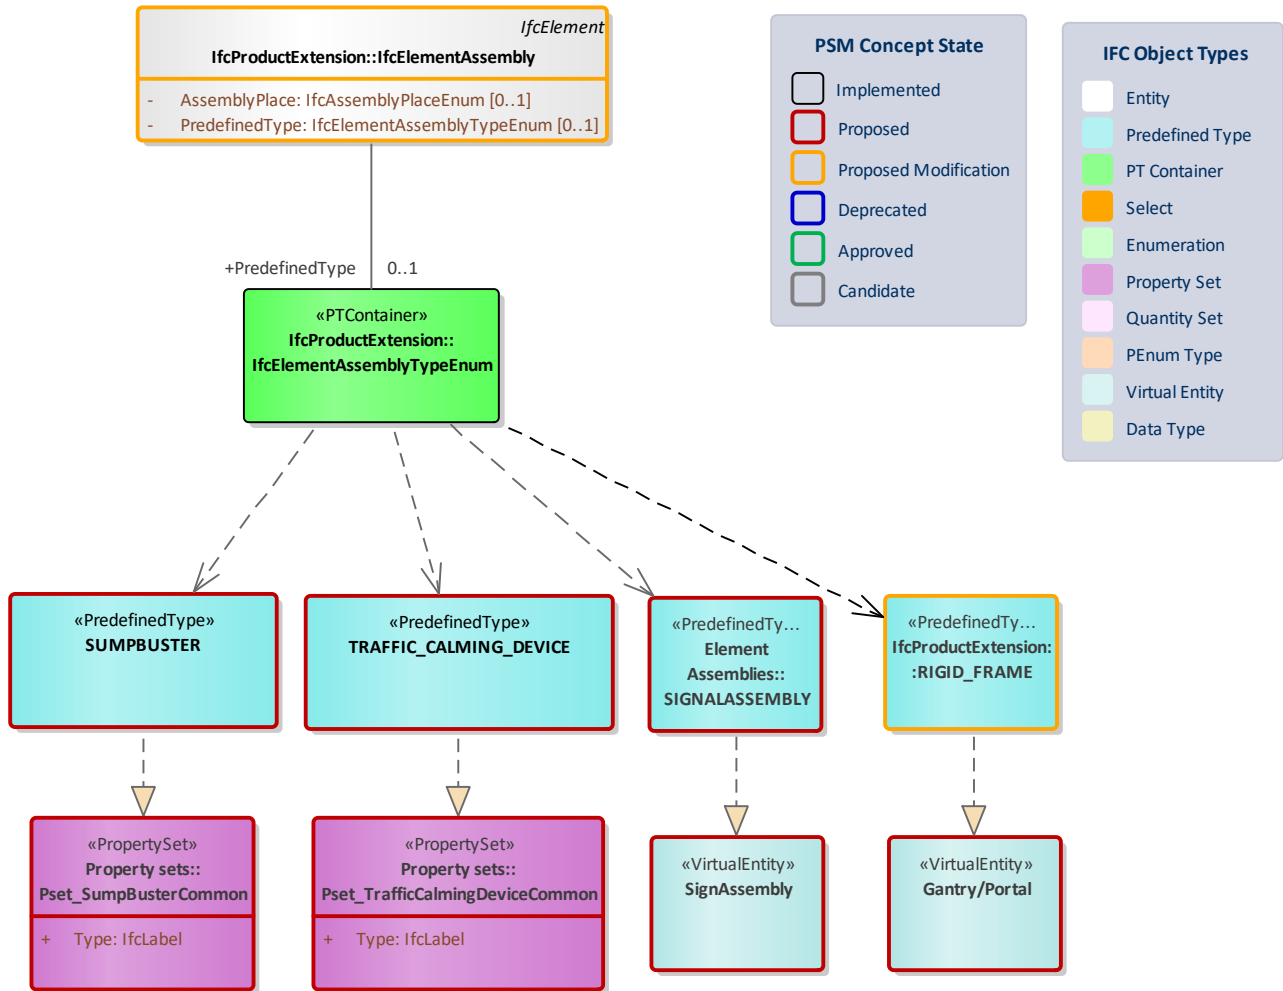 IfcElement
IfcProductExtension::IfcElementAssembly
- AssemblyPlace: IfcAssemblyPlaceEnum [0..1]
- PredefinedType: IfcElementAssemblyTypeEnum [0..1]
PSM Concept State
Implemented
Proposed
Proposed Modification
Deprecated
Approved
Candidate
IFC Object Types
Entity
Predefined Type
PT Container
Select
Enumeration
Property Set
Quantity Set
PEnum Type
Virtual Entity
Data Type
+PredefinedType 0..1
«PTContainer»
IfcProductExtension::
IfcElementAssemblyTypeEnum
«PredefinedType»
SUMPBUSTER
«PredefinedType»
TRAFFIC_CALMING_DEVICE
«PredefinedTy...
Element
Assemblies::
SIGNALASSEMBLY
«PredefinedTy...
IfcProductExtension:
:RIGID_FRAME
«PropertySet»
Property sets::
Pset_SumpBusterCommon
+ Type: IfcLabel
«PropertySet»
Property sets::
Pset_TrafficCalmingDeviceCommon
+ Type: IfcLabel
«VirtualEntity»
SignAssembly
«VirtualEntity»
Gantry/Portal